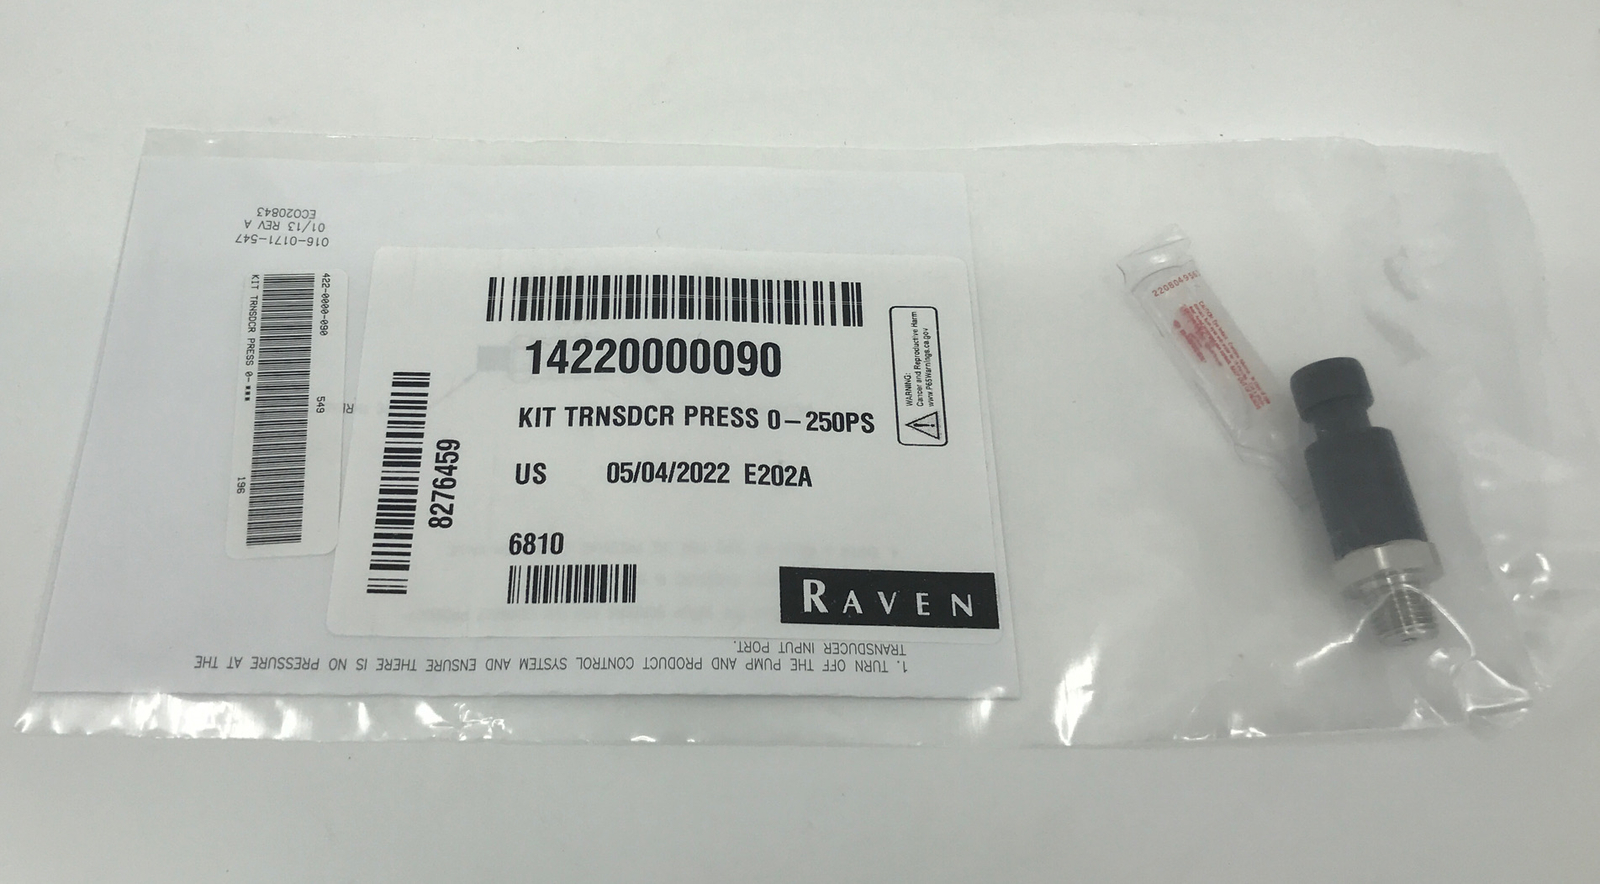 016-0171-547
01/13 REV A
ECO20843
422-0000-090
549
KIT TRNSDCR PRESS 0-
196
14220000090
KIT TRNSDCR PRESS 0-250PS
US 05/04/2022 E202A
8276459
6810
RAVEN
WARNING:
Cancer and Reproductive Harm
www.P65Warnings.ca.gov
1. TURN OFF THE PUMP AND PRODUCT CONTROL SYSTEM AND ENSURE THERE IS NO PRESSURE AT THE
TRANSDUCER INPUT PORT.